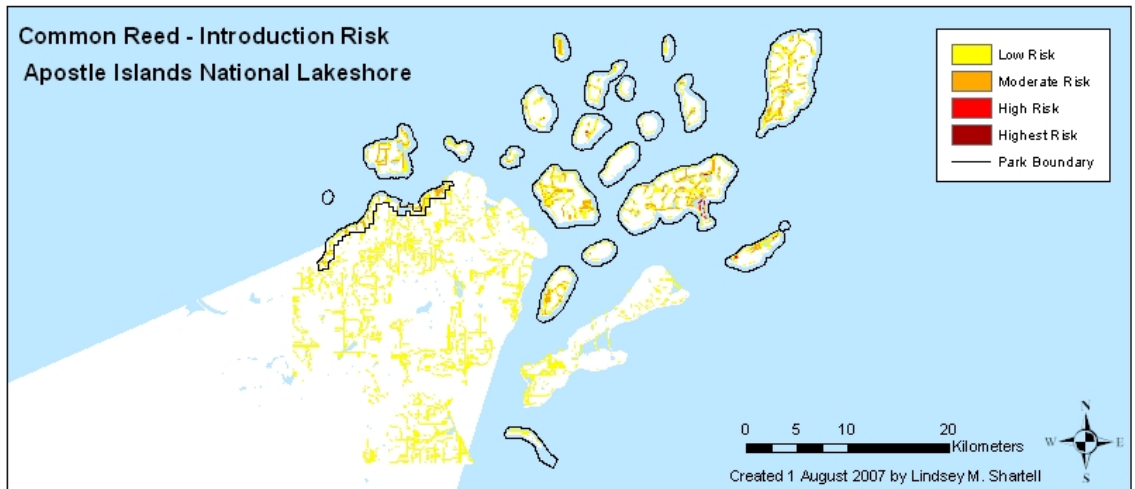 Common Reed - Introduction Risk
Apostle Islands National Lakeshore
Low Risk
Moderate Risk
High Risk
Highest Risk
Park Boundary
0 5 10 20
Kilometers
N
W E
S
Created 1 August 2007 by Lindsey M. Shartell